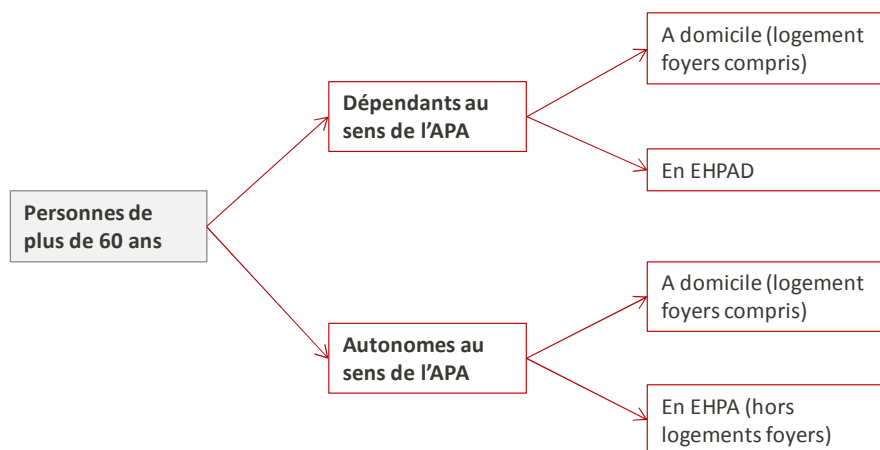 A domicile (logement
foyers compris)
Dépendants au
sens de l'APA
En EHPAD
Personnes de
plus de 60 ans
A domicile (logement
foyers compris)
Autonomes au
sens de l'APA
En EHPA (hors
logements foyers)